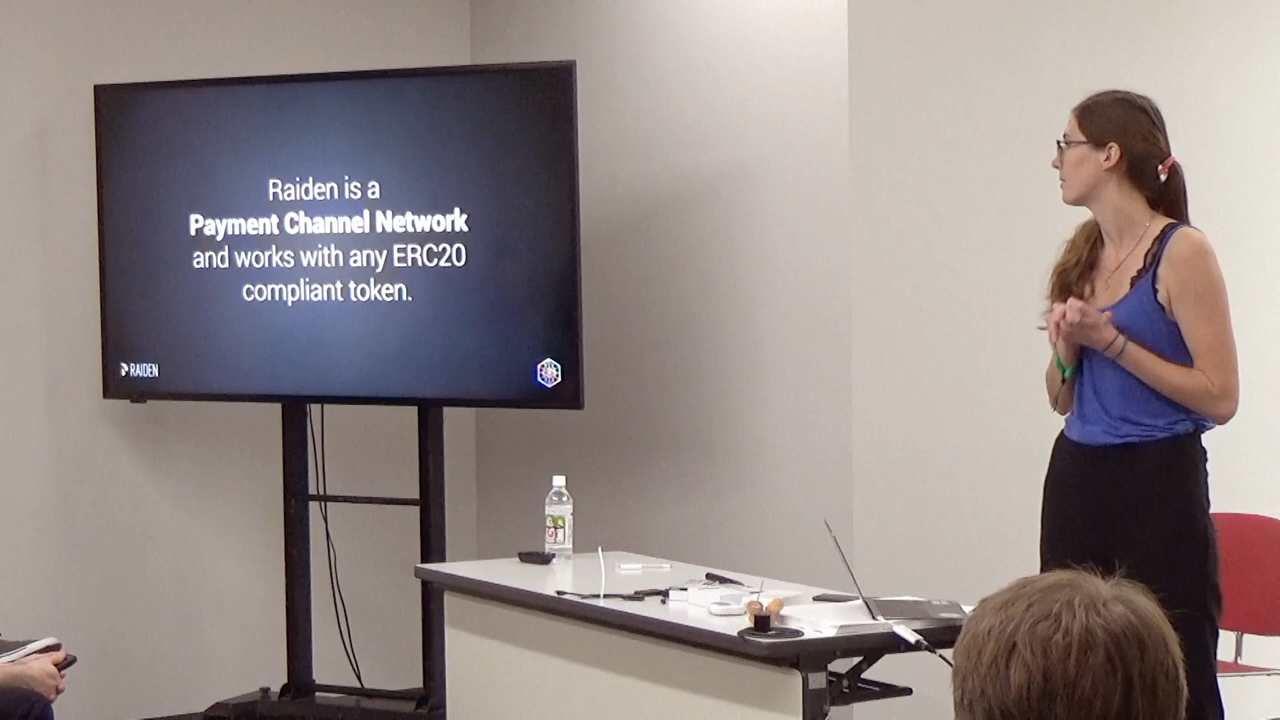 Raiden is a
Payment Channel Network
and works with any ERC20
compliant token.
RAIDEN